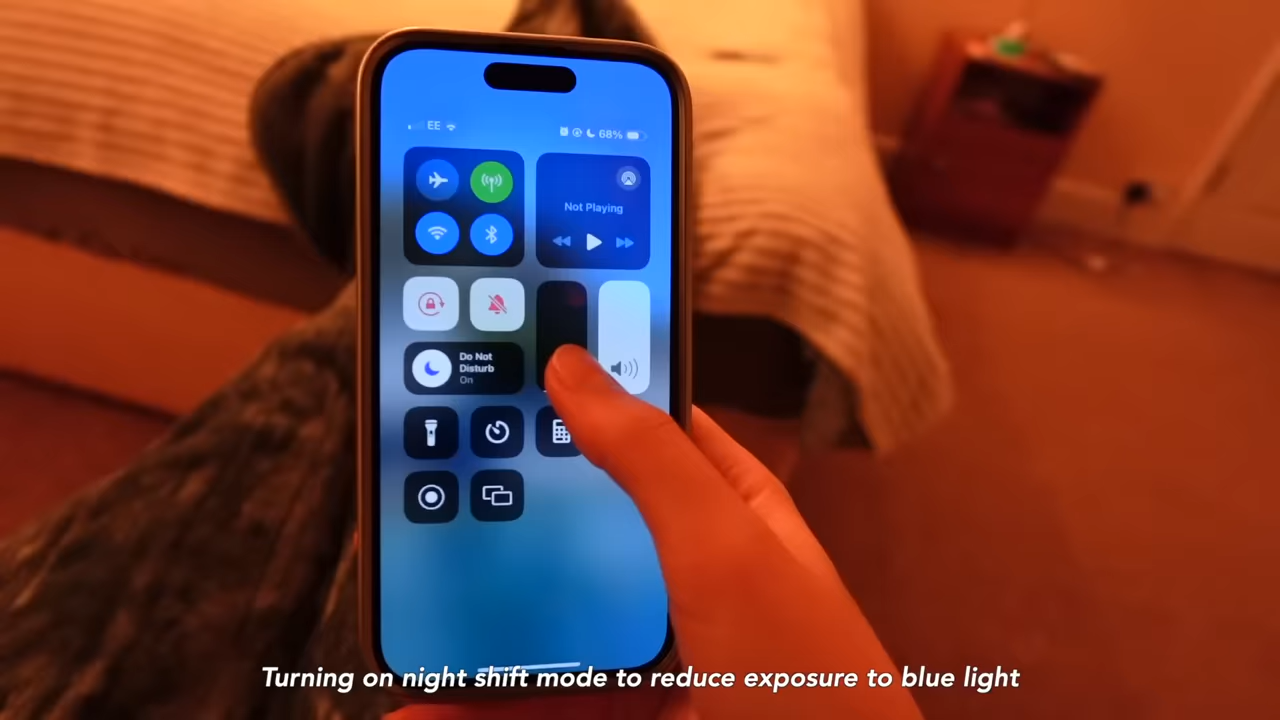 EE
68%
Not Playing
Do Not
Disturb
On
Turning on night shift mode to reduce exposure to blue light